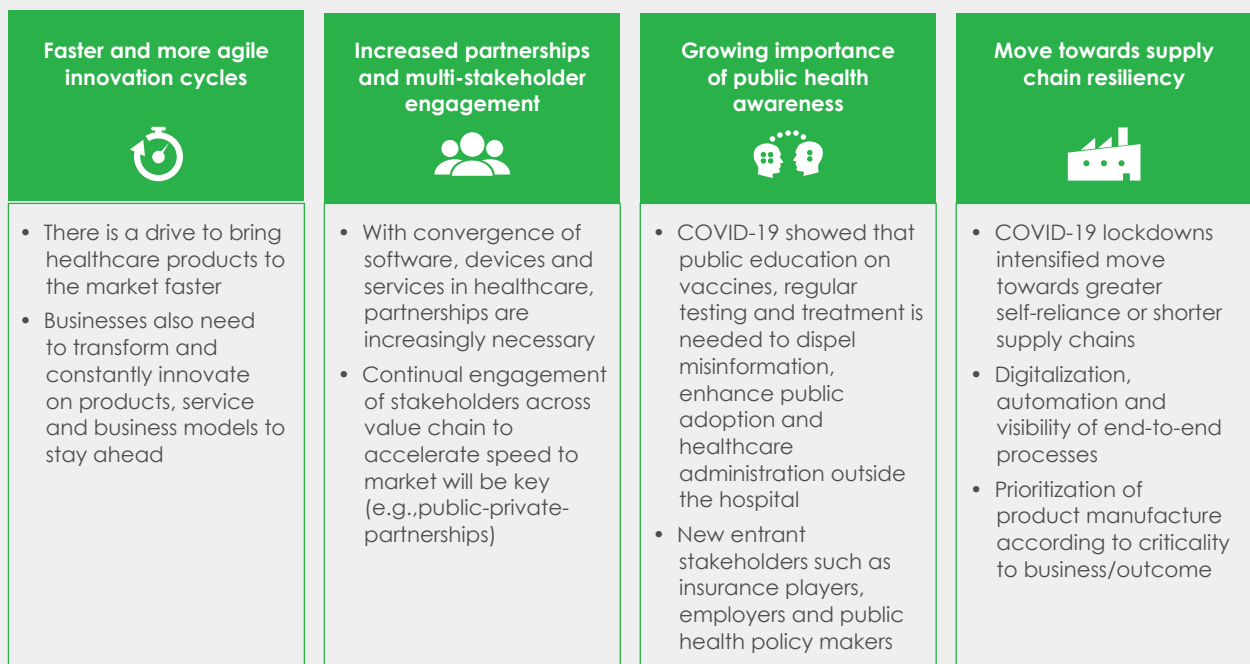 Faster and more agile
innovation cycles
• There is a drive to bring
healthcare products to
the market faster
• Businesses also need
to transform and
constantly innovate
on products, service
and business models to
stay ahead
Increased partnerships
and multi-stakeholder
engagement
• With convergence of
software, devices and
services in healthcare,
partnerships are
increasingly necessary
• Continual engagement
of stakeholders across
value chain to
accelerate speed to
market will be key
(e.g.,public-private-
partnerships)
Growing importance
of public health
awareness
• COVID-19 showed that
public education on
vaccines, regular
testing and treatment is
needed to dispel
misinformation,
enhance public
adoption and
healthcare
administration outside
the hospital
• New entrant
stakeholders such as
insurance players,
employers and public
health policy makers
Move towards supply
chain resiliency
• COVID-19 lockdowns
intensified move
towards greater
self-reliance or shorter
supply chains
• Digitalization,
automation and
visibility of end-to-end
processes
• Prioritization of
product manufacture
according to criticality
to business/outcome